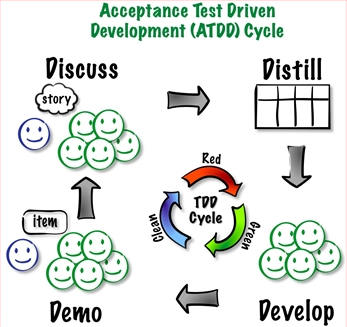 Acceptance Test Driven
Development (ATDD) Cycle
Discuss
Distill
story
Red
TDD
Cycle
Clean
Green
item
Demo
Develop